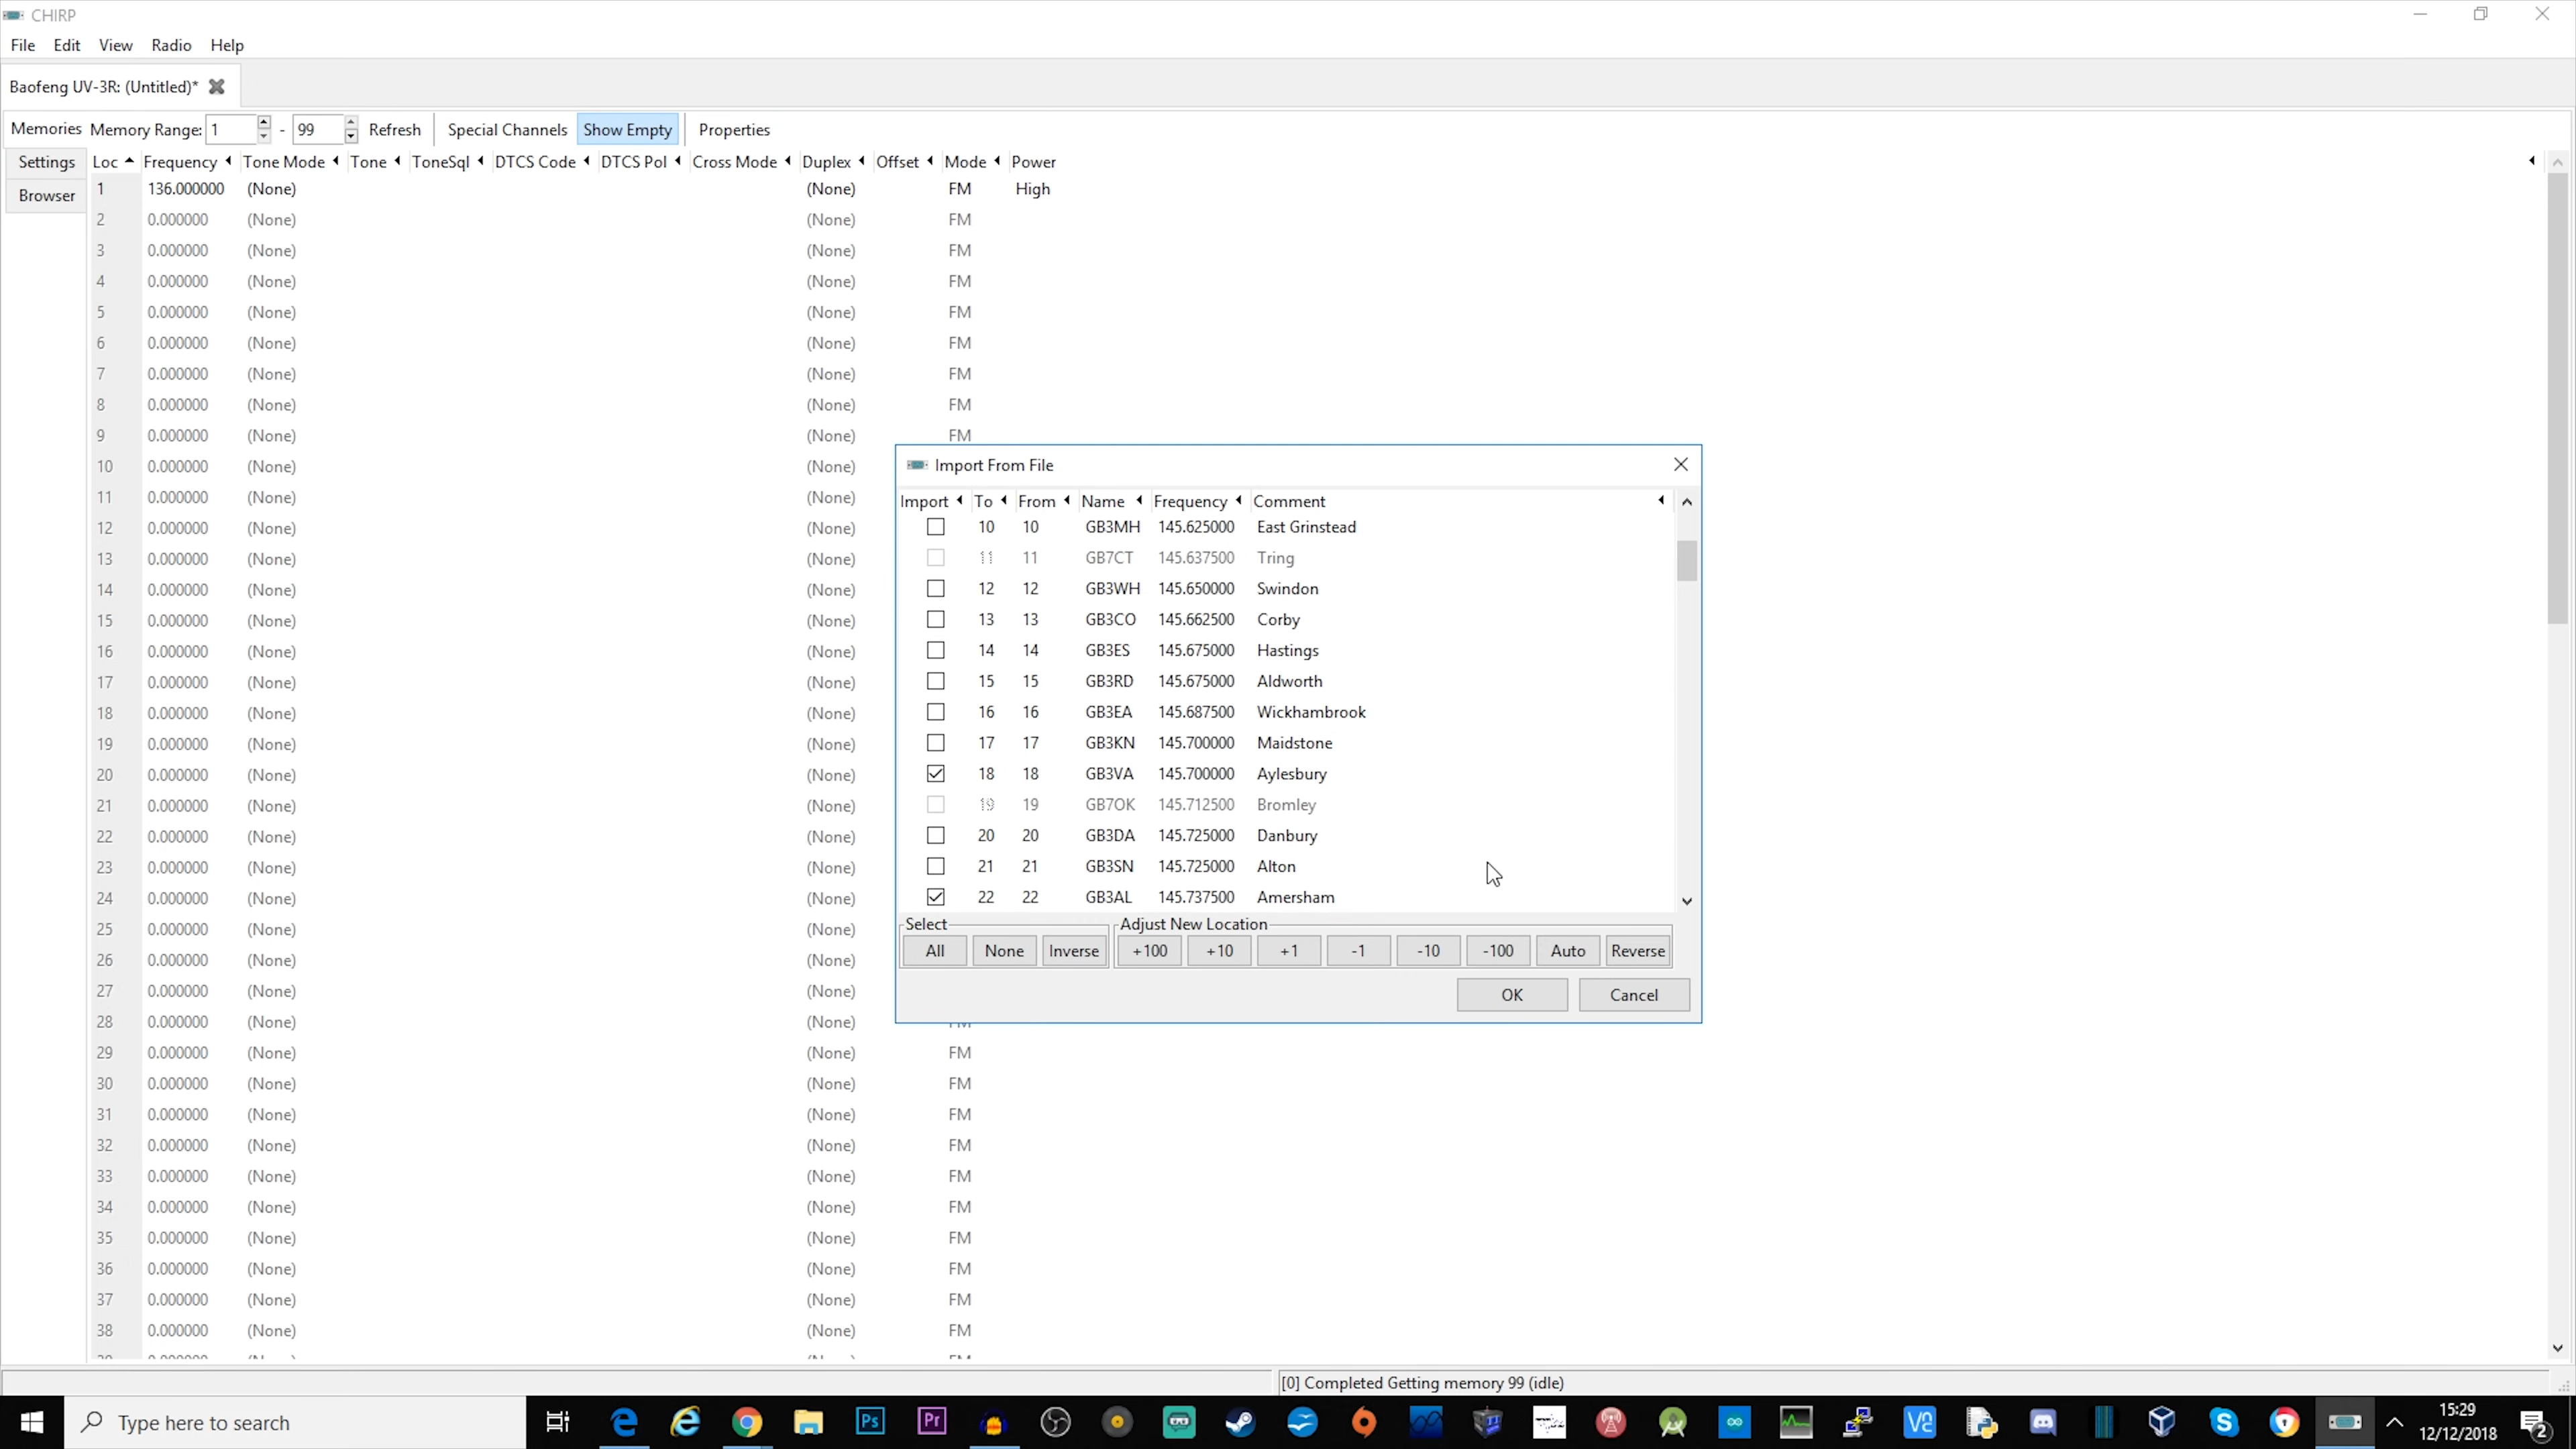 CHIRP
File Edit View Radio Help
Baofeng UV-3R: (Untitled)*
Memories Memory Range: 1 - 99 Refresh Special Channels Show Empty Properties
Settings Loc Frequency Tone Mode Tone ToneSql DTCS Code DTCS Pol Cross Mode Duplex Offset Mode Power
Browser
1 136.000000 (None) (None) FM High
2 0.000000 (None) (None) FM
3 0.000000 (None) (None) FM
4 0.000000 (None) (None) FM
5 0.000000 (None) (None) FM
6 0.000000 (None) (None) FM
7 0.000000 (None) (None) FM
8 0.000000 (None) (None) FM
9 0.000000 (None) (None) FM
10 0.000000 (None) (None)
11 0.000000 (None) (None)
12 0.000000 (None) (None)
13 0.000000 (None) (None)
14 0.000000 (None) (None)
15 0.000000 (None) (None)
16 0.000000 (None) (None)
17 0.000000 (None) (None)
18 0.000000 (None) (None)
19 0.000000 (None) (None)
20 0.000000 (None) (None)
21 0.000000 (None) (None)
22 0.000000 (None) (None)
23 0.000000 (None) (None)
24 0.000000 (None) (None)
25 0.000000 (None) (None)
26 0.000000 (None) (None)
27 0.000000 (None) (None)
28 0.000000 (None) (None) FM
29 0.000000 (None) (None) FM
30 0.000000 (None) (None) FM
31 0.000000 (None) (None) FM
32 0.000000 (None) (None) FM
33 0.000000 (None) (None) FM
34 0.000000 (None) (None) FM
35 0.000000 (None) (None) FM
36 0.000000 (None) (None) FM
37 0.000000 (None) (None) FM
38 0.000000 (None) (None) FM
Import From File
Import To From Name Frequency Comment
10 10 GB3MH 145.625000 East Grinstead
11 11 GB7CT 145.637500 Tring
12 12 GB3WH 145.650000 Swindon
13 13 GB3CO 145.662500 Corby
14 14 GB3ES 145.675000 Hastings
15 15 GB3RD 145.675000 Aldworth
16 16 GB3EA 145.687500 Wickhambrook
17 17 GB3KN 145.700000 Maidstone
18 18 GB3VA 145.700000 Aylesbury
19 19 GB7OK 145.712500 Bromley
20 20 GB3DA 145.725000 Danbury
21 21 GB3SN 145.725000 Alton
22 22 GB3AL 145.737500 Amersham
Select Adjust New Location
All None Inverse +100 +10 +1 -1 -10 -100 Auto Reverse
OK Cancel
[0] Completed Getting memory 99 (idle)
Type here to search
Ps Pr
15:29
12/12/2018
2